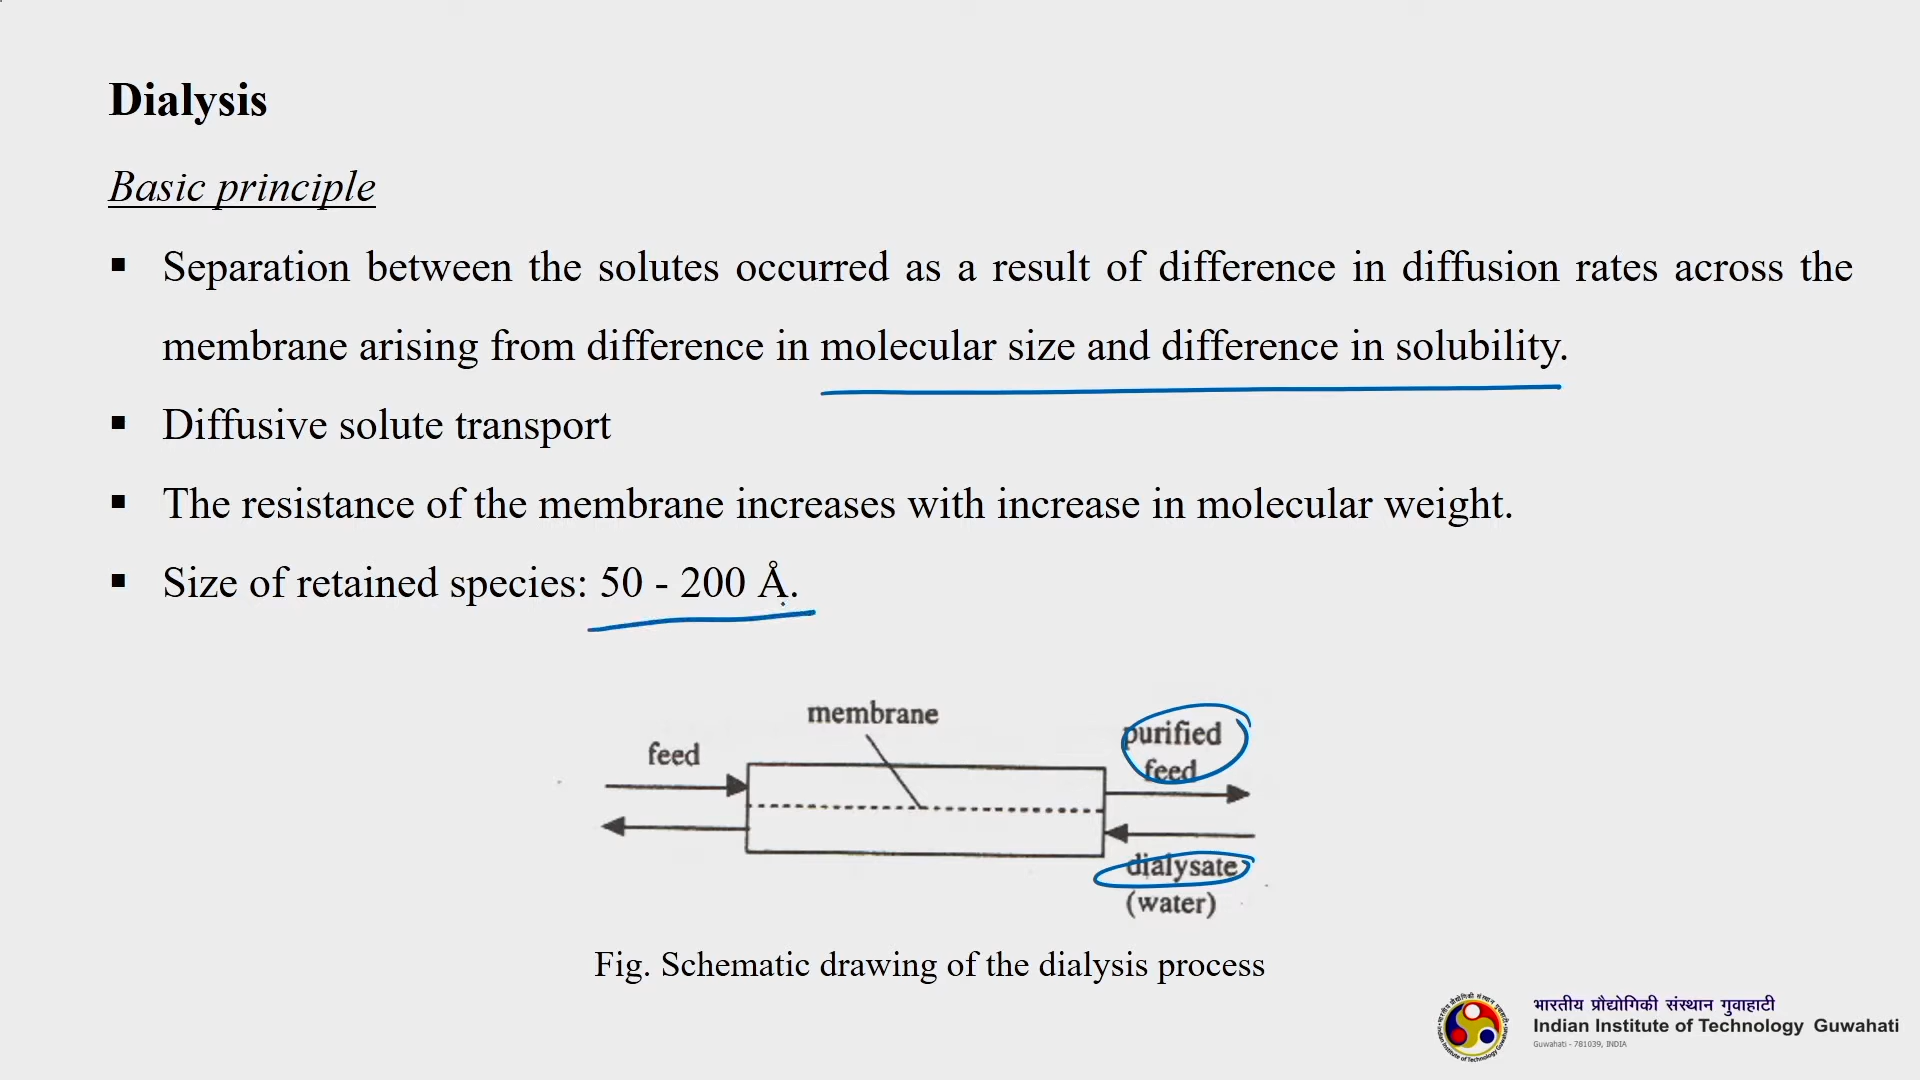 Dialysis
Basic principle
▪ Separation between the solutes occurred as a result of difference in diffusion rates across the
membrane arising from difference in molecular size and difference in solubility.
▪ Diffusive solute transport
▪ The resistance of the membrane increases with increase in molecular weight.
▪ Size of retained species: 50 - 200 Å.
membrane
feed
purified
feed
dialysate
(water)
Fig. Schematic drawing of the dialysis process
भारतीय प्रौद्योगिकी संस्थान गुवाहाटी
Indian Institute of Technology Guwahati
Guwahati - 781039, INDIA